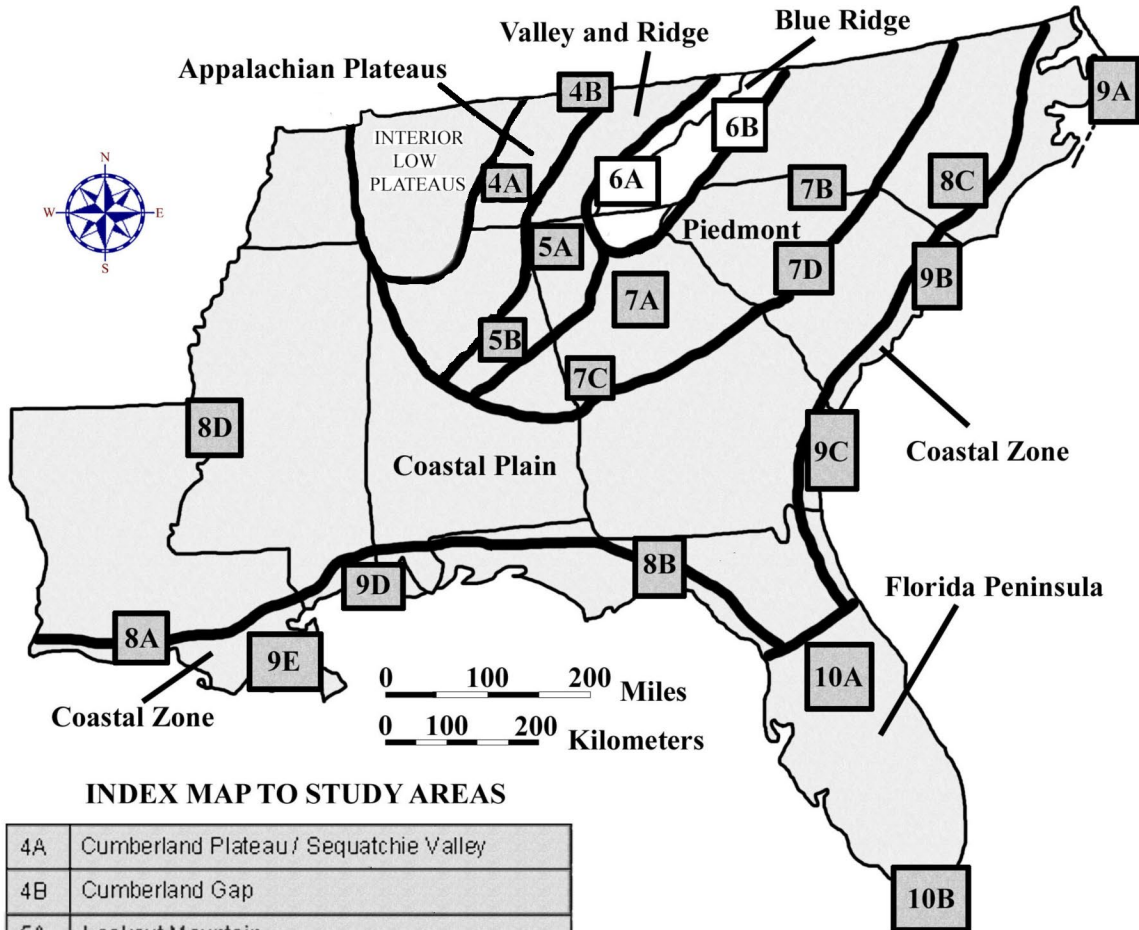 Blue Ridge
Valley and Ridge
Appalachian Plateaus
4B
9A
6B
INTERIOR
LOW
PLATEAUS
N
W
E
S
4A
6A
7B
8C
Piedmont
5A
7D
9B
7A
5B
7C
8D
9C
Coastal Plain
Coastal Zone
8B
9D
Florida Peninsula
8A
9E
10A
0 100 200 Miles
Coastal Zone
0 100 200 Kilometers
INDEX MAP TO STUDY AREAS
4A Cumberland Plateau / Sequatchie Valley
4B Cumberland Gap
10B
5A Lookout Mountain